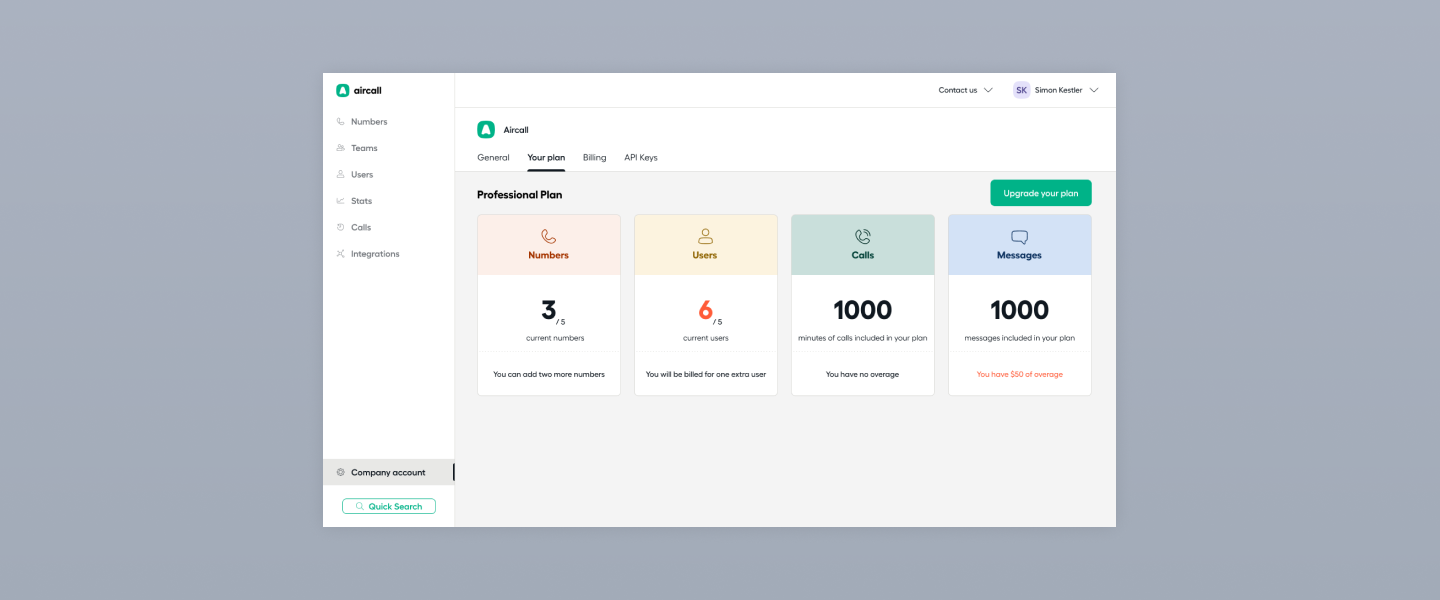 aircall
Contact us
SK
Simon Kestler
Numbers
Teams
Users
Stats
Calls
Integrations
Company account
Quick Search
Aircall
General
Your plan
Billing
API Keys
Professional Plan
Upgrade your plan
Numbers
3 / 5
current numbers
You can add two more numbers
Users
6 / 5
current users
You will be billed for one extra user
Calls
1000
minutes of calls included in your plan
You have no overage
Messages
1000
messages included in your plan
You have $50 of overage